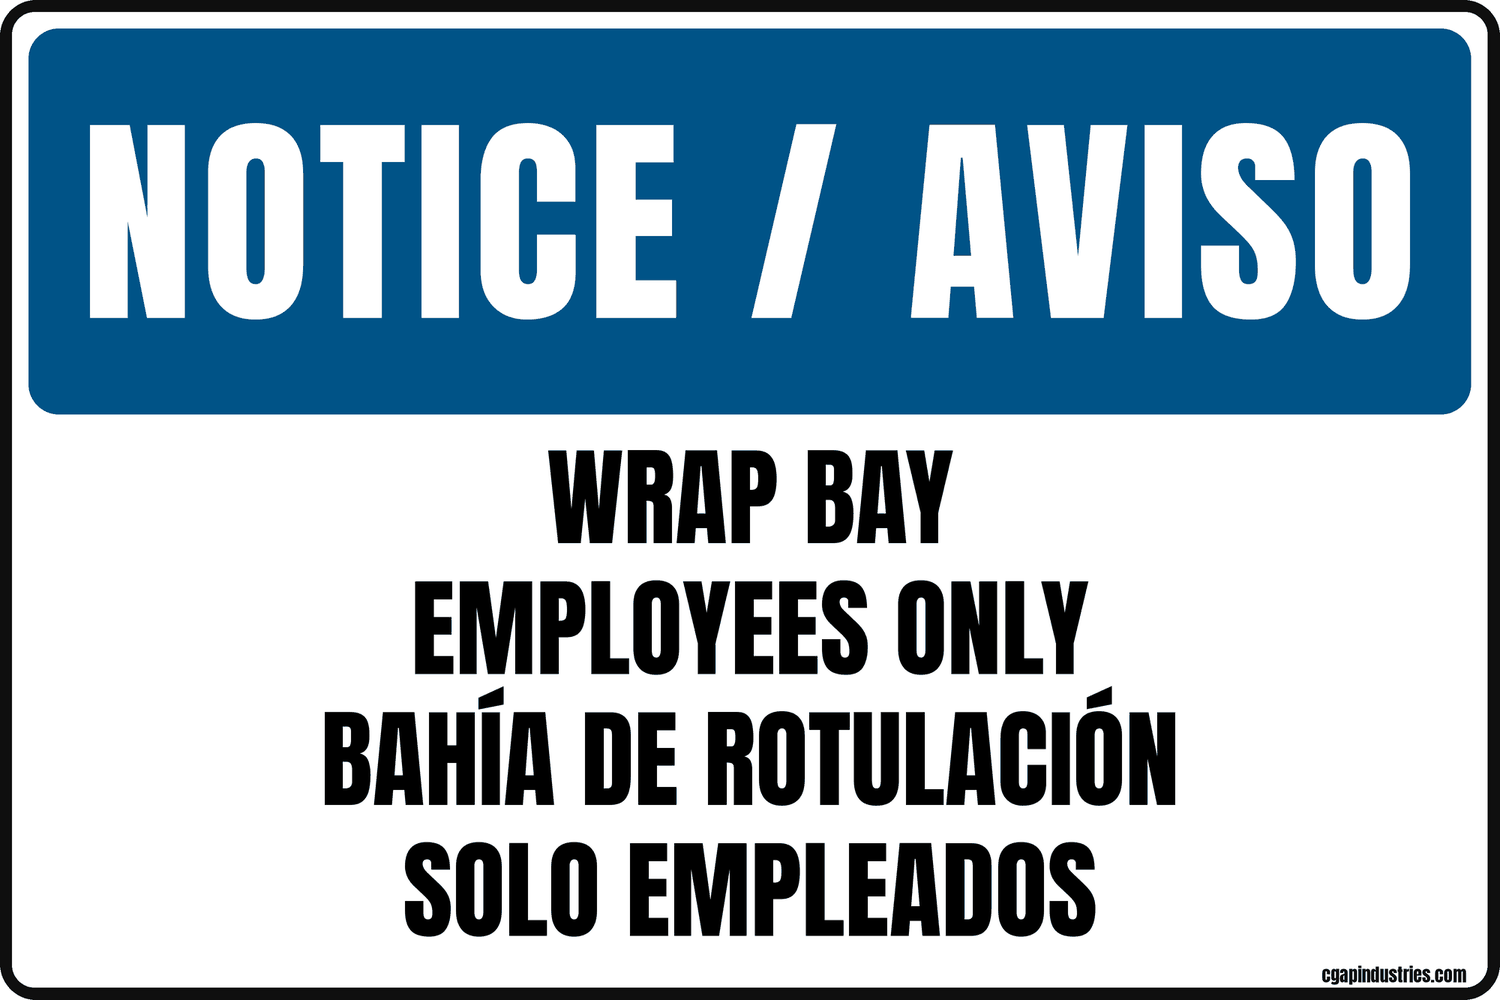 NOTICE / AVISO
WRAP BAY
EMPLOYEES ONLY
BAHÍA DE ROTULACIÓN
SOLO EMPLEADOS
cgapindustries.com